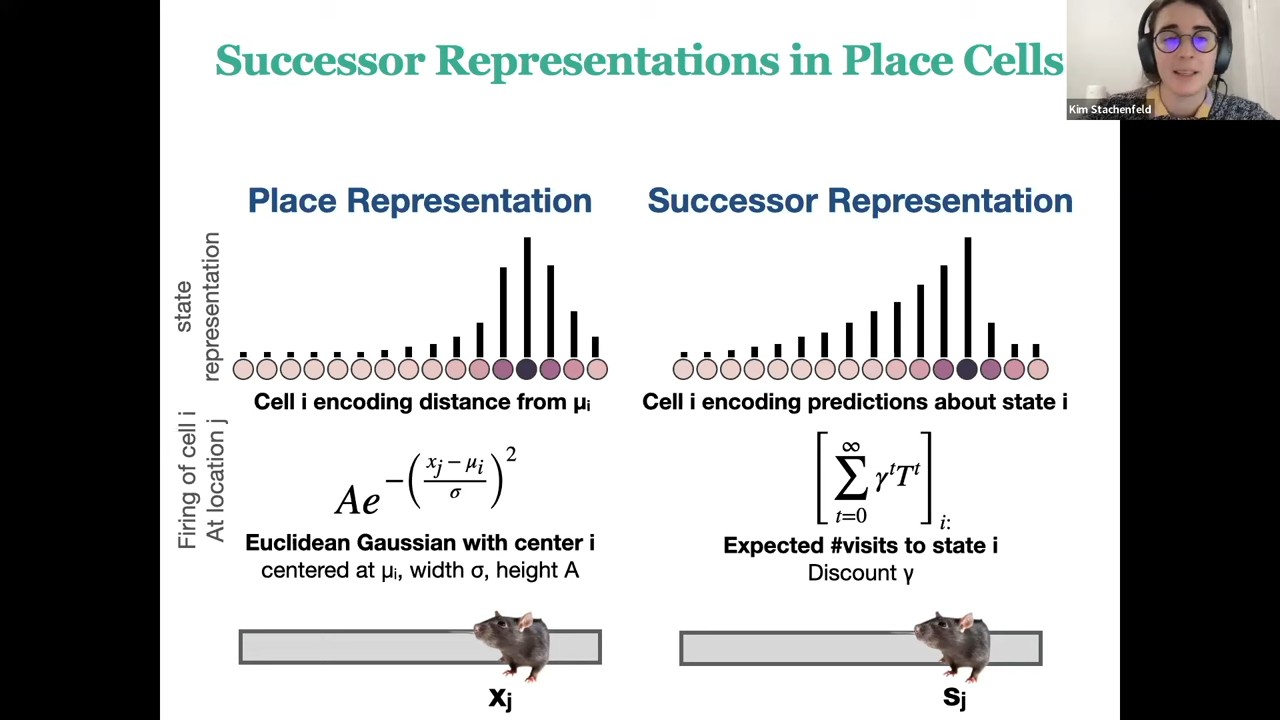 Successor Representations in Place Cells
Kim Stachenfeld
Place Representation
Successor Representation
state
representation
Cell i encoding distance from μᵢ
Cell i encoding predictions about state i
Firing of cell i
At location j
Ae^{-((xⱼ − μᵢ)/σ)²}
[∑_{t=0}^{∞} γᵗTᵗ]_{i:}
Euclidean Gaussian with center i
centered at μᵢ, width σ, height A
Expected #visits to state i
Discount γ
xⱼ
sⱼ